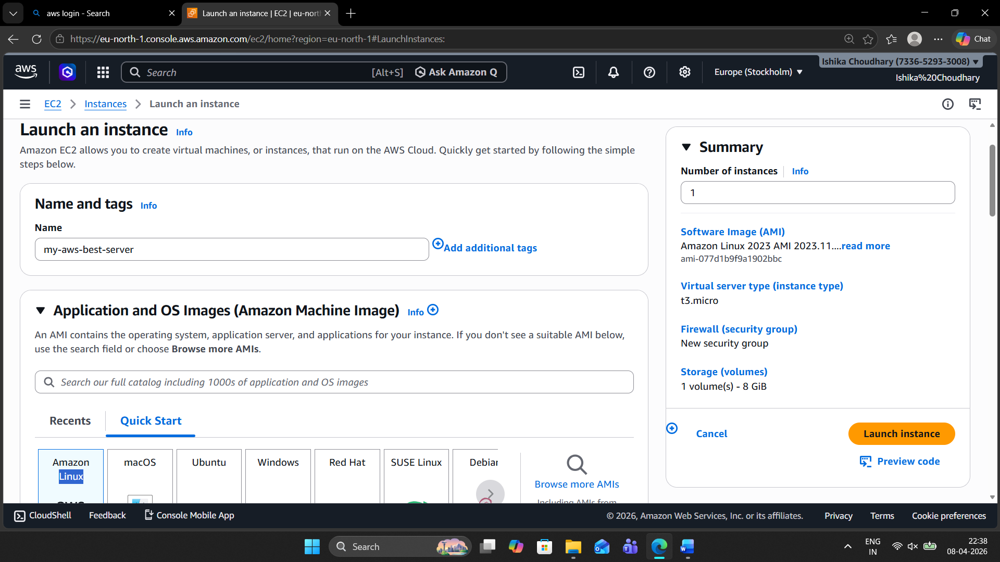 aws login - Search
Launch an instance | EC2 | eu-nort
https://eu-north-1.console.aws.amazon.com/ec2/home?region=eu-north-1#LaunchInstances:
Chat
aws
Search
[Alt+S]
Ask Amazon Q
Europe (Stockholm)
Ishika Choudhary (7336-5293-3008)
Ishika%20Choudhary
EC2
Instances
Launch an instance
Launch an instance Info
Amazon EC2 allows you to create virtual machines, or instances, that run on the AWS Cloud. Quickly get started by following the simple
steps below.
Name and tags Info
Name
my-aws-best-server
Add additional tags
Application and OS Images (Amazon Machine Image) Info
An AMI contains the operating system, application server, and applications for your instance. If you don't see a suitable AMI below,
use the search field or choose Browse more AMIs.
Search our full catalog including 1000s of application and OS images
Recents
Quick Start
Amazon
Linux
macOS
Ubuntu
Windows
Red Hat
SUSE Linux
Debian
Browse more AMIs
Including AMIs from
Summary
Number of instances Info
1
Software Image (AMI)
Amazon Linux 2023 AMI 2023.11....read more
ami-077d1b9f9a1902bbc
Virtual server type (instance type)
t3.micro
Firewall (security group)
New security group
Storage (volumes)
1 volume(s) - 8 GiB
Cancel
Launch instance
Preview code
CloudShell
Feedback
Console Mobile App
© 2026, Amazon Web Services, Inc. or its affiliates.
Privacy
Terms
Cookie preferences
Search
ENG
IN
22:38
08-04-2026